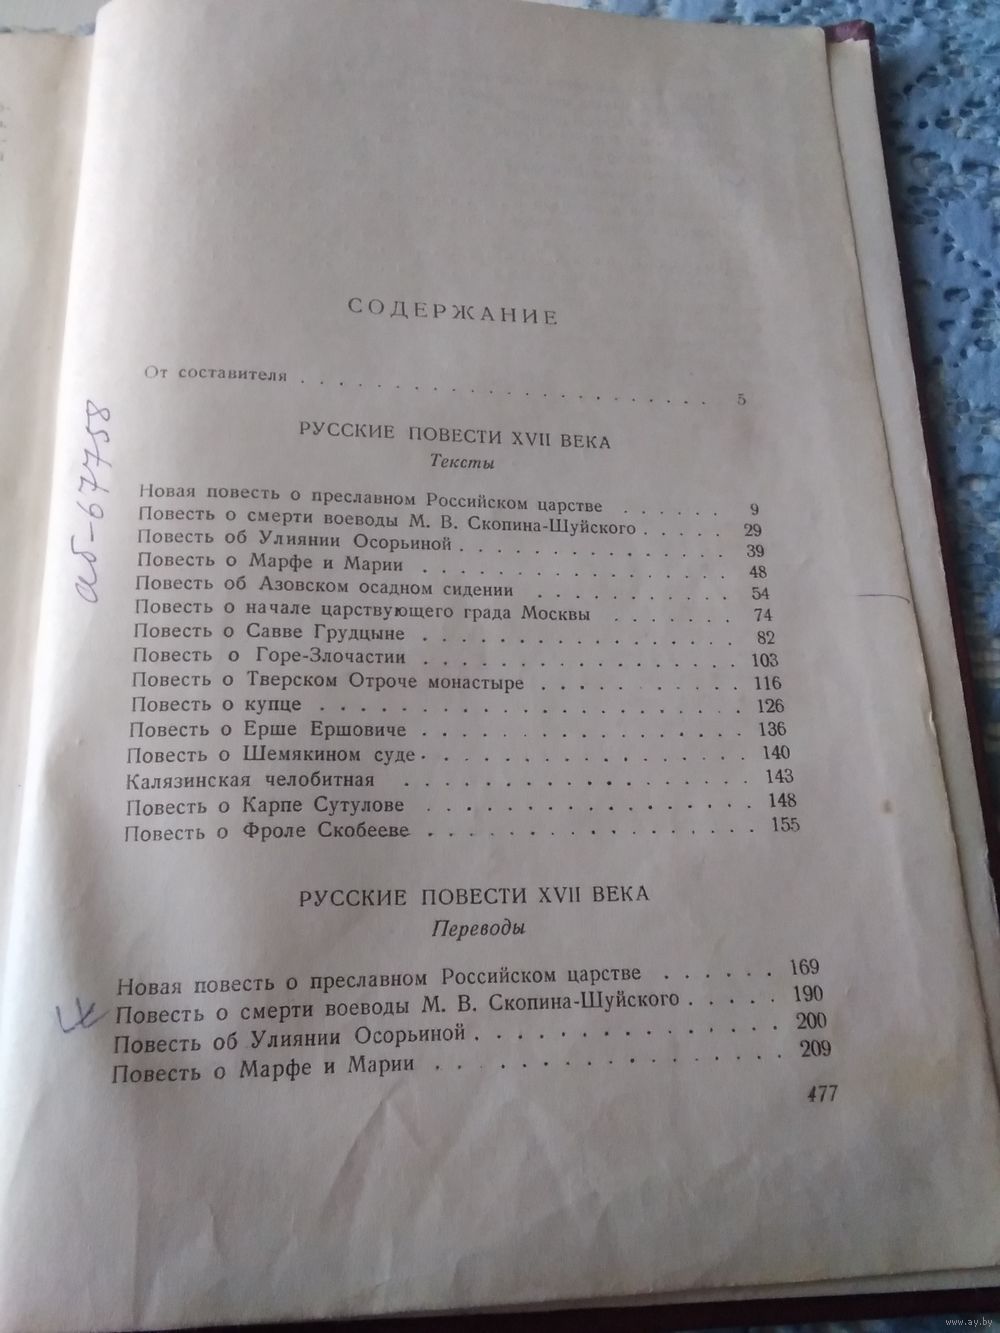 СОДЕРЖАНИЕ
От составителя . . . . . . . . . . . . . . . . . . . . . . 5
РУССКИЕ ПОВЕСТИ XVII ВЕКА
Тексты
Новая повесть о преславном Российском царстве . . . . . . 9
Повесть о смерти воеводы М. В. Скопина-Шуйского . . . . . 29
Повесть об Улиянии Осорьиной . . . . . . . . . . . . . . 39
Повесть о Марфе и Марии . . . . . . . . . . . . . . . . 48
Повесть об Азовском осадном сидении . . . . . . . . . . . 54
Повесть о начале царствующего града Москвы . . . . . . . 74
Повесть о Савве Грудцыне . . . . . . . . . . . . . . . . 82
Повесть о Горе-Злочастии . . . . . . . . . . . . . . . . 103
Повесть о Тверском Отроче монастыре . . . . . . . . . . . 116
Повесть о купце . . . . . . . . . . . . . . . . . . . . . 126
Повесть о Ерше Ершовиче . . . . . . . . . . . . . . . . 136
Повесть о Шемякином суде . . . . . . . . . . . . . . . . 140
Калязинская челобитная . . . . . . . . . . . . . . . . . 143
Повесть о Карпе Сутулове . . . . . . . . . . . . . . . . 148
Повесть о Фроле Скобееве . . . . . . . . . . . . . . . . 155
РУССКИЕ ПОВЕСТИ XVII ВЕКА
Переводы
Новая повесть о преславном Российском царстве . . . . . . 169
Повесть о смерти воеводы М. В. Скопина-Шуйского . . . . . 190
Повесть об Улиянии Осорьиной . . . . . . . . . . . . . . 200
Повесть о Марфе и Марии . . . . . . . . . . . . . . . . 209
477
аб-67758
www.ay.by